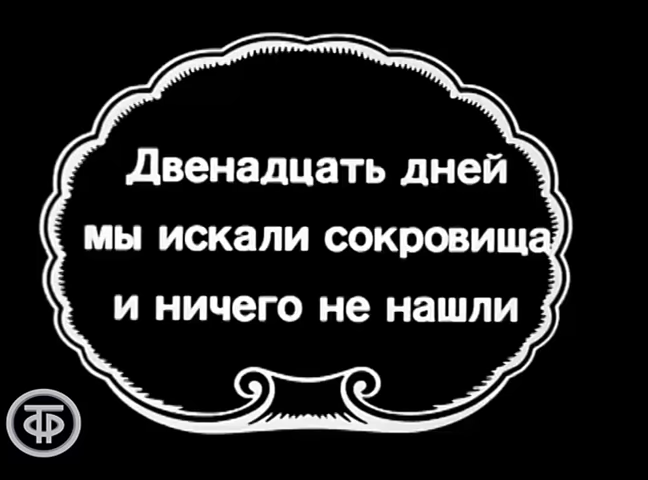 Двенадцать дней
мы искали сокровища
и ничего не нашли